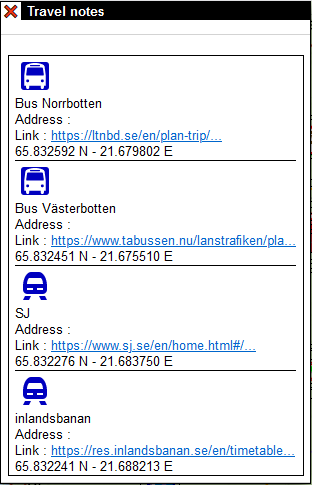 Travel notes
Bus Norrbotten
Address :
Link : https://ltnbd.se/en/plan-trip/...
65.832592 N - 21.679802 E
Bus Västerbotten
Address :
Link : https://www.tabussen.nu/lanstrafiken/pla...
65.832451 N - 21.675510 E
SJ
Address :
Link : https://www.sj.se/en/home.html#/...
65.832276 N - 21.683750 E
inlandsbanan
Address :
Link : https://res.inlandsbanan.se/en/timetable...
65.832241 N - 21.688213 E